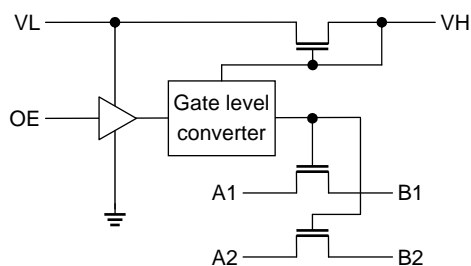 VL
VH
OE
Gate level
converter
A1
B1
A2
B2